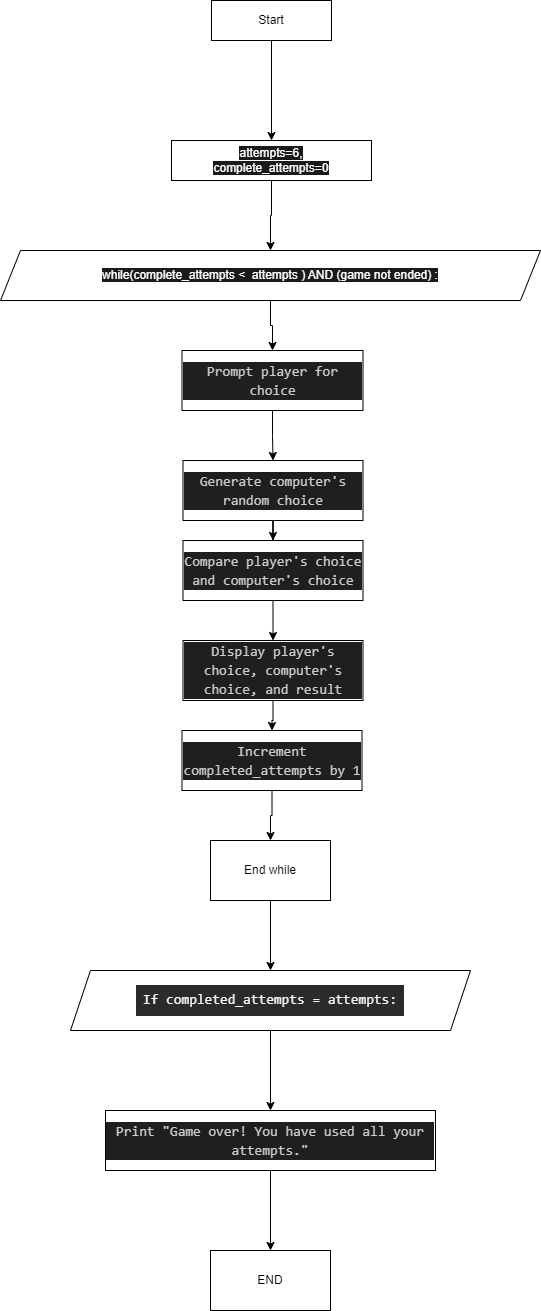 Start
attempts=6,
complete_attempts=0
while(complete_attempts < attempts ) AND (game not ended) :
Prompt player for
choice
Generate computer's
random choice
Compare player's choice
and computer's choice
Display player's
choice, computer's
choice, and result
Increment
completed_attempts by 1
End while
If completed_attempts = attempts:
Print "Game over! You have used all your
attempts."
END